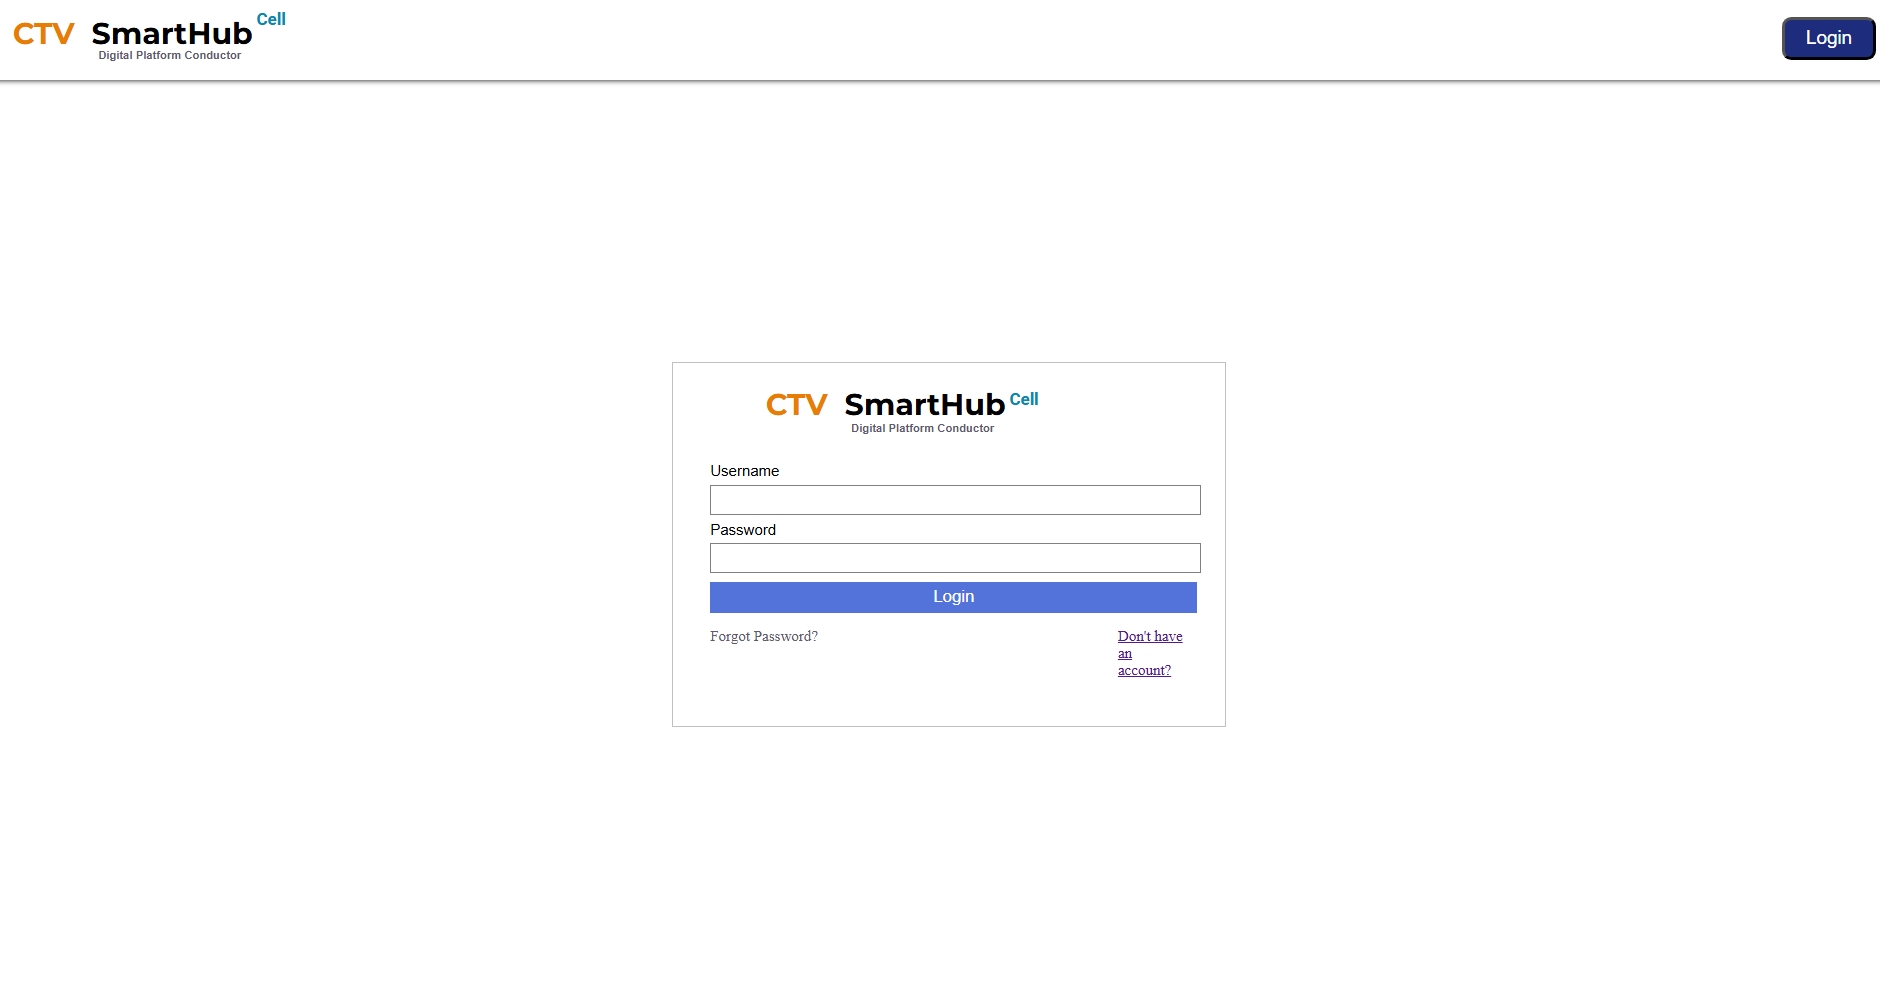 CTV SmartHub Cell
Digital Platform Conductor
Login
CTV SmartHub Cell
Digital Platform Conductor
Username
Password
Login
Forgot Password?
Don't have
an
account?